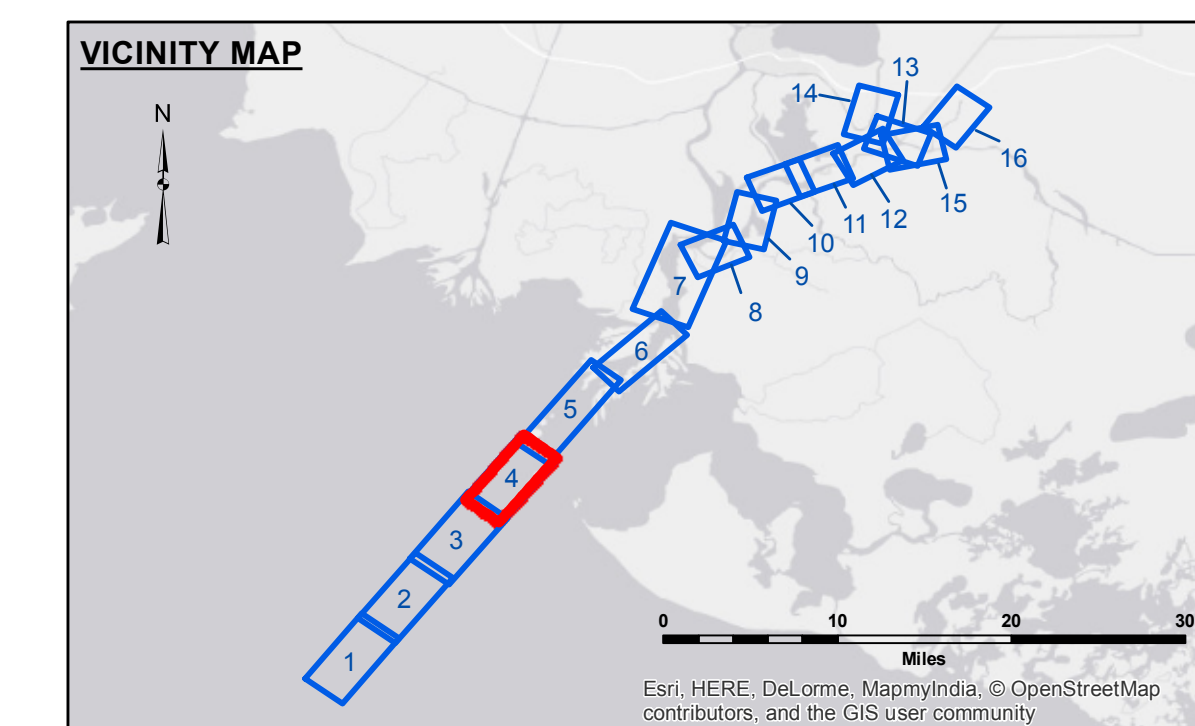 VICINITY MAP
N
13
14
16
15
12
11
10
9
8
7
6
5
4
3
2
1
0 10 20 30
Miles
Esri, HERE, DeLorme, MapmyIndia, © OpenStreetMap
contributors, and the GIS user community